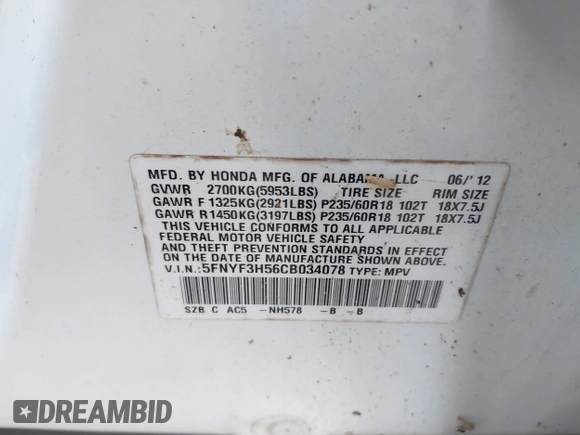 MFD. BY HONDA MFG. OF ALABAMA, LLC 06/'12
GVWR 2700KG(5953LBS) TIRE SIZE RIM SIZE
GAWR F 1325KG(2921LBS) P235/60R18 102T 18X7.5J
GAWR R1450KG(3197LBS) P235/60R18 102T 18X7.5J
THIS VEHICLE CONFORMS TO ALL APPLICABLE
FEDERAL MOTOR VEHICLE SAFETY
AND THEFT PREVENTION STANDARDS IN EFFECT
ON THE DATE OF MANUFACTURE SHOWN ABOVE.
V.I.N.: 5FNYF3H56CB034078 TYPE: MPV
SZB C AC5 -NH578 -B -B
DREAMBID